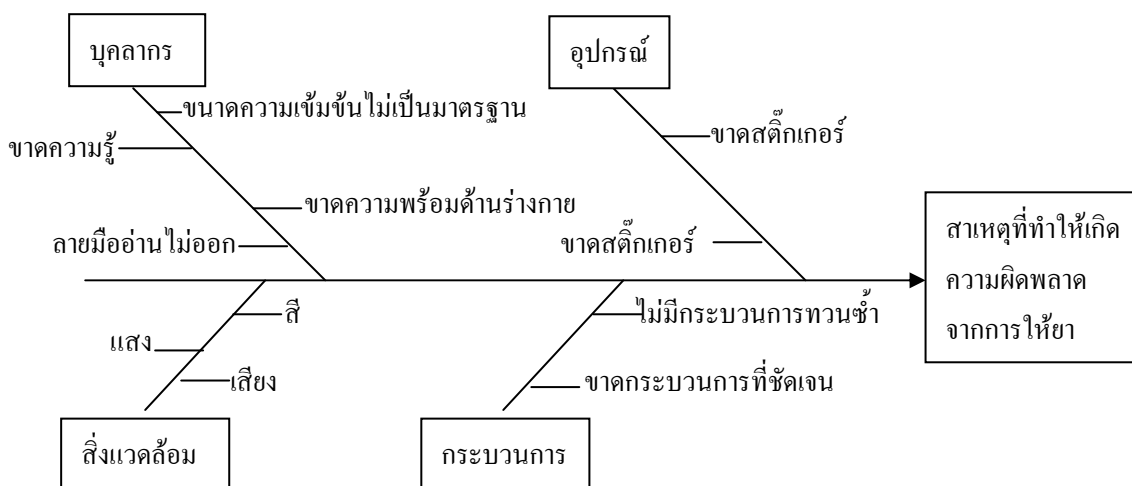 บุคลากร
อุปกรณ์
ขนาดความเข้มข้นไม่เป็นมาตรฐาน
ขาดสติ๊กเกอร์
ขาดความรู้
ขาดความพร้อมด้านร่างกาย
ลายมืออ่านไม่ออก
ขาดสติ๊กเกอร์
สาเหตุที่ทำให้เกิด
ความผิดพลาด
จากการให้ยา
สี
ไม่มีกระบวนการทวนซ้ำ
แสง
เสียง
ขาดกระบวนการที่ชัดเจน
สิ่งแวดล้อม
กระบวนการ